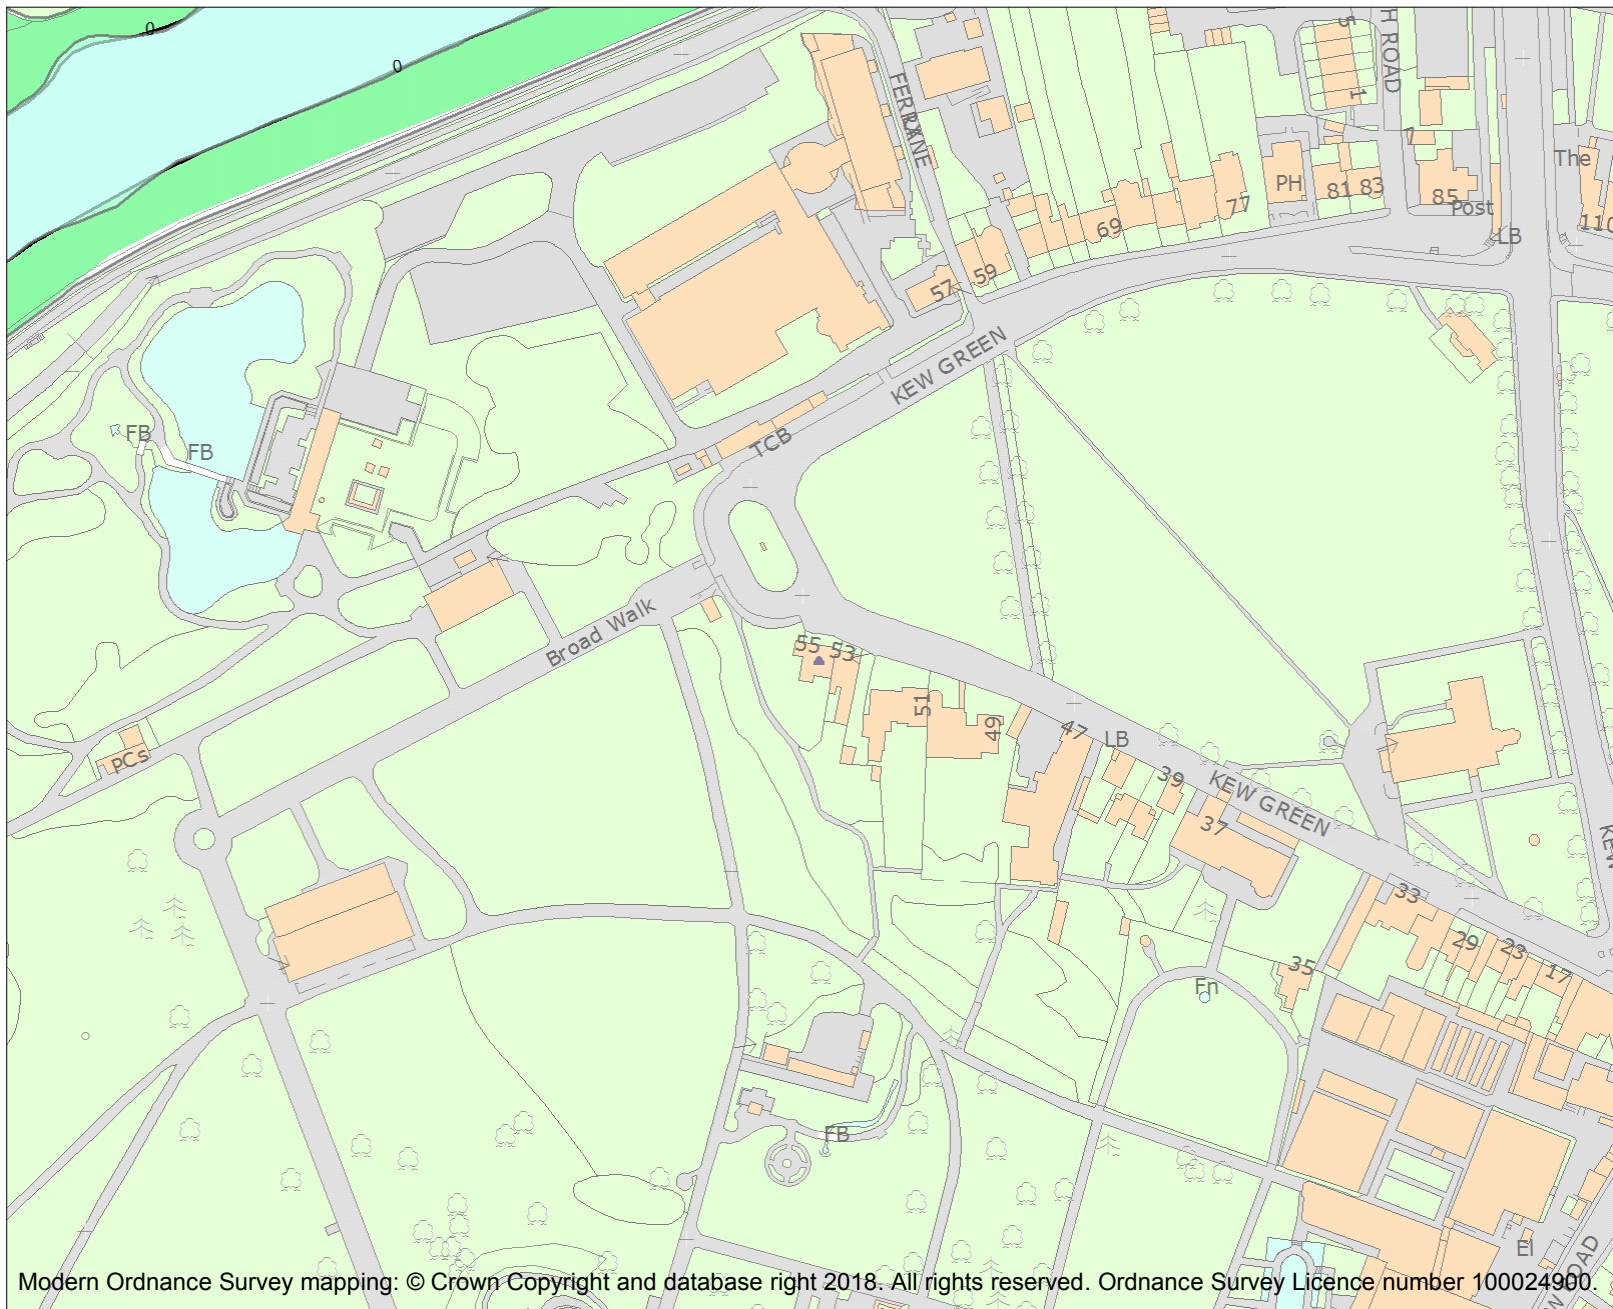 0
0
5
H ROAD
1
7
FERRY
LANE
The
PH
81
83
85
Post
110
77
69
LB
59
57
KEW GREEN
TCB
FB
FB
Broad Walk
55
53
51
49
47
LB
39
KEW GREEN
37
PCs
KEW
33
29
23
17
35
Fn
FB
El
W ROAD
Modern Ordnance Survey mapping: © Crown Copyright and database right 2018. All rights reserved. Ordnance Survey Licence number 100024900.